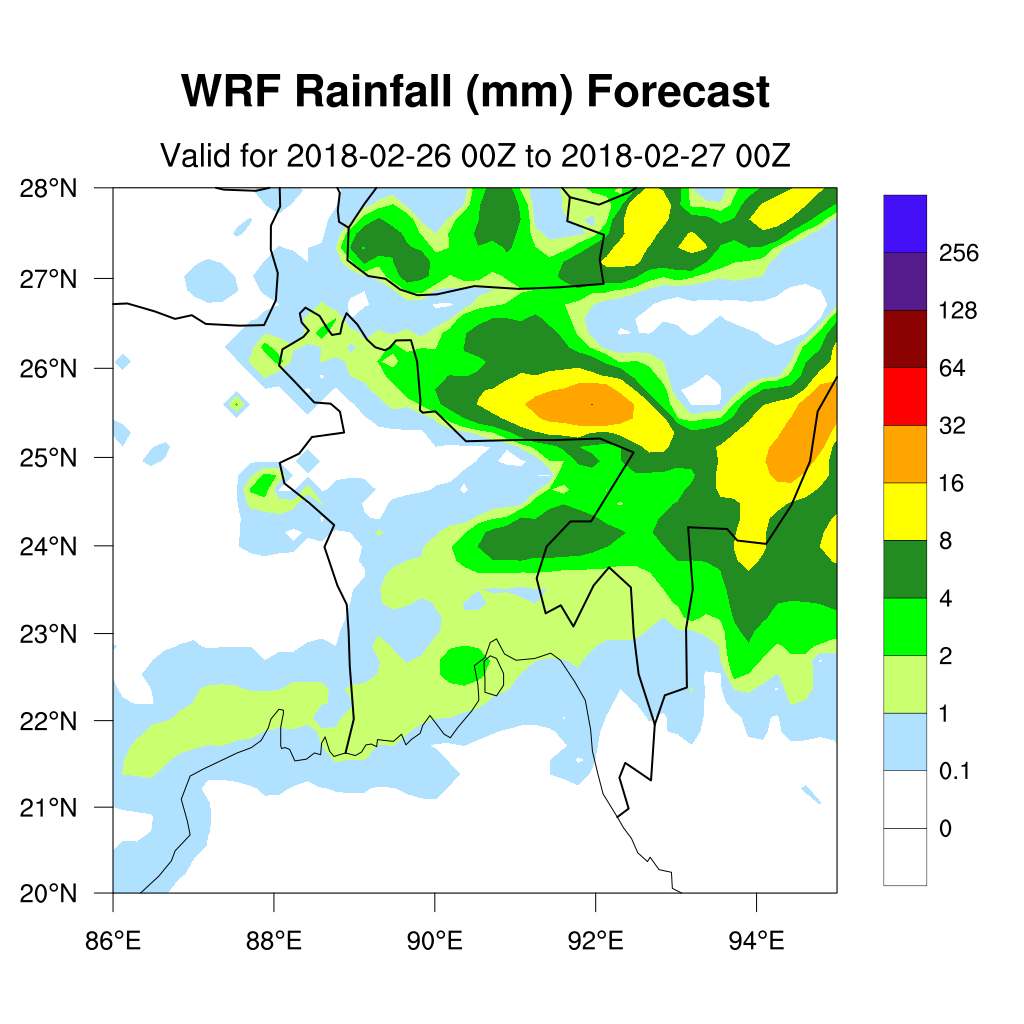 WRF Rainfall (mm) Forecast
Valid for 2018-02-26 00Z to 2018-02-27 00Z
28°N
27°N
26°N
25°N
24°N
23°N
22°N
21°N
20°N
86°E
88°E
90°E
92°E
94°E
256
128
64
32
16
8
4
2
1
0.1
0